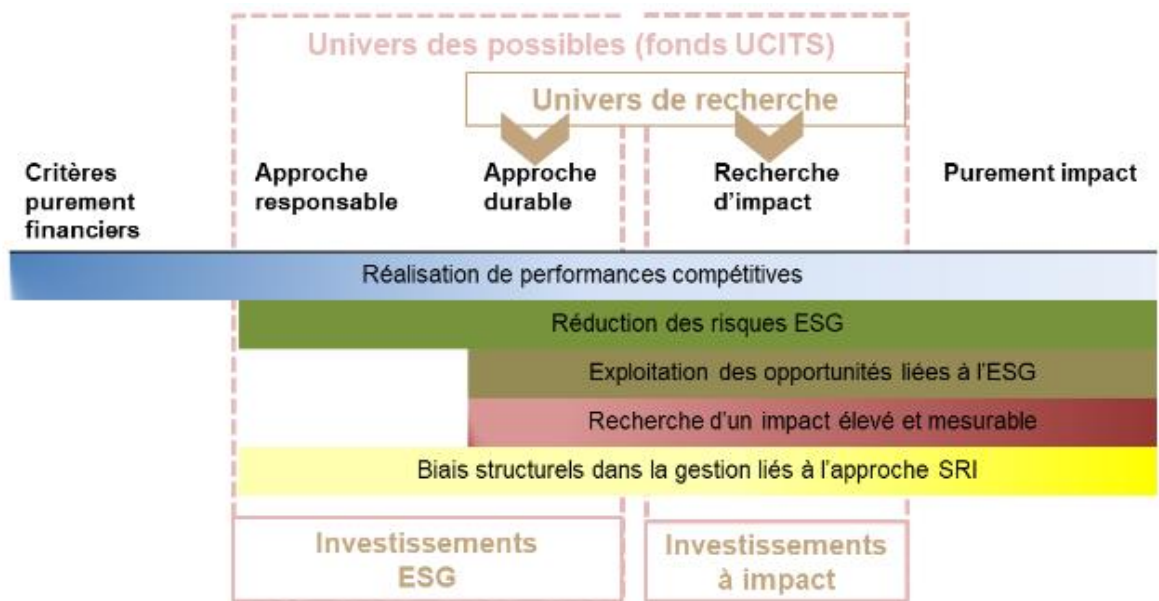 Univers des possibles (fonds UCITS)
Univers de recherche
Critères
purement
financiers
Approche
responsable
Approche
durable
Recherche
d'impact
Purement impact
Réalisation de performances compétitives
Réduction des risques ESG
Exploitation des opportunités liées à l'ESG
Recherche d'un impact élevé et mesurable
Biais structurels dans la gestion liés à l'approche SRI
Investissements
ESG
Investissements
à impact